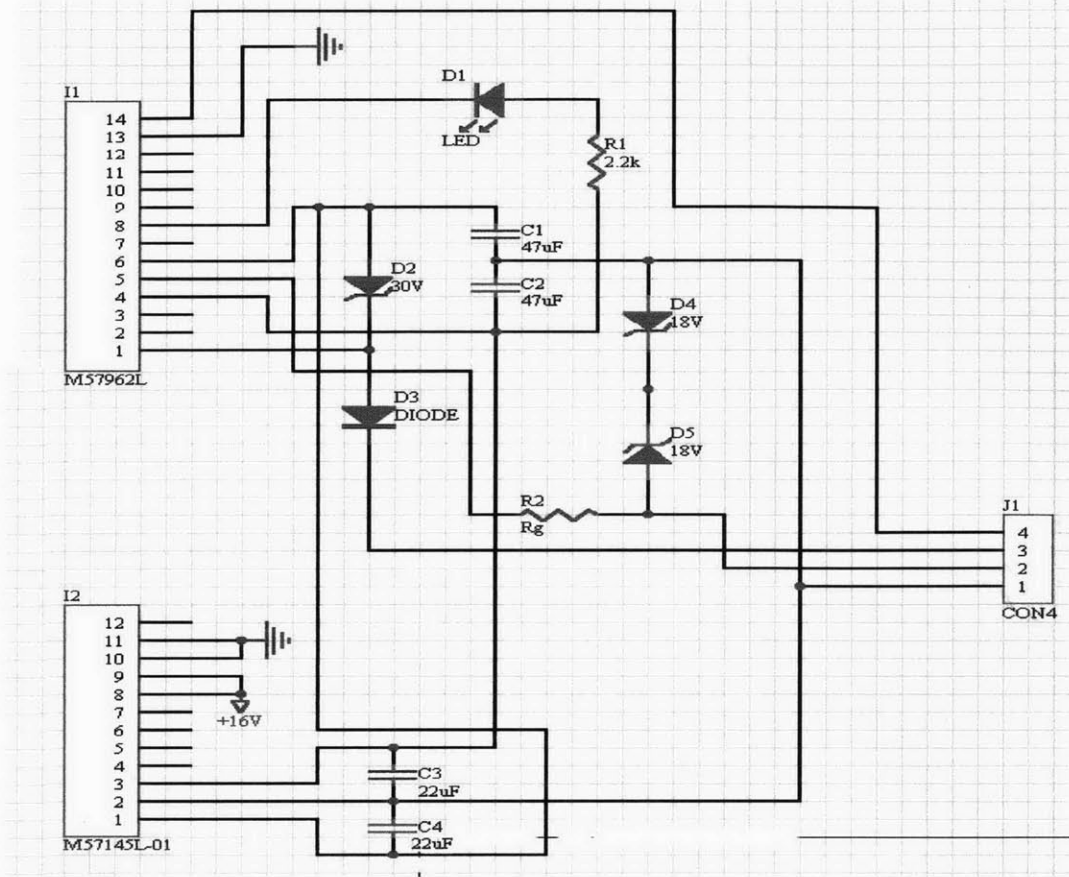 I1
14
13
12
11
10
9
8
7
6
5
4
3
2
1
M57962L
D1
LED
R1
2.2k
C1
47uF
D2
30V
C2
47uF
D4
18V
D3
DIODE
D5
18V
R2
Rg
J1
4
3
2
1
CON4
I2
12
11
10
9
8
7
6
5
4
3
2
1
M57145L-01
+16V
C3
22uF
C4
22uF